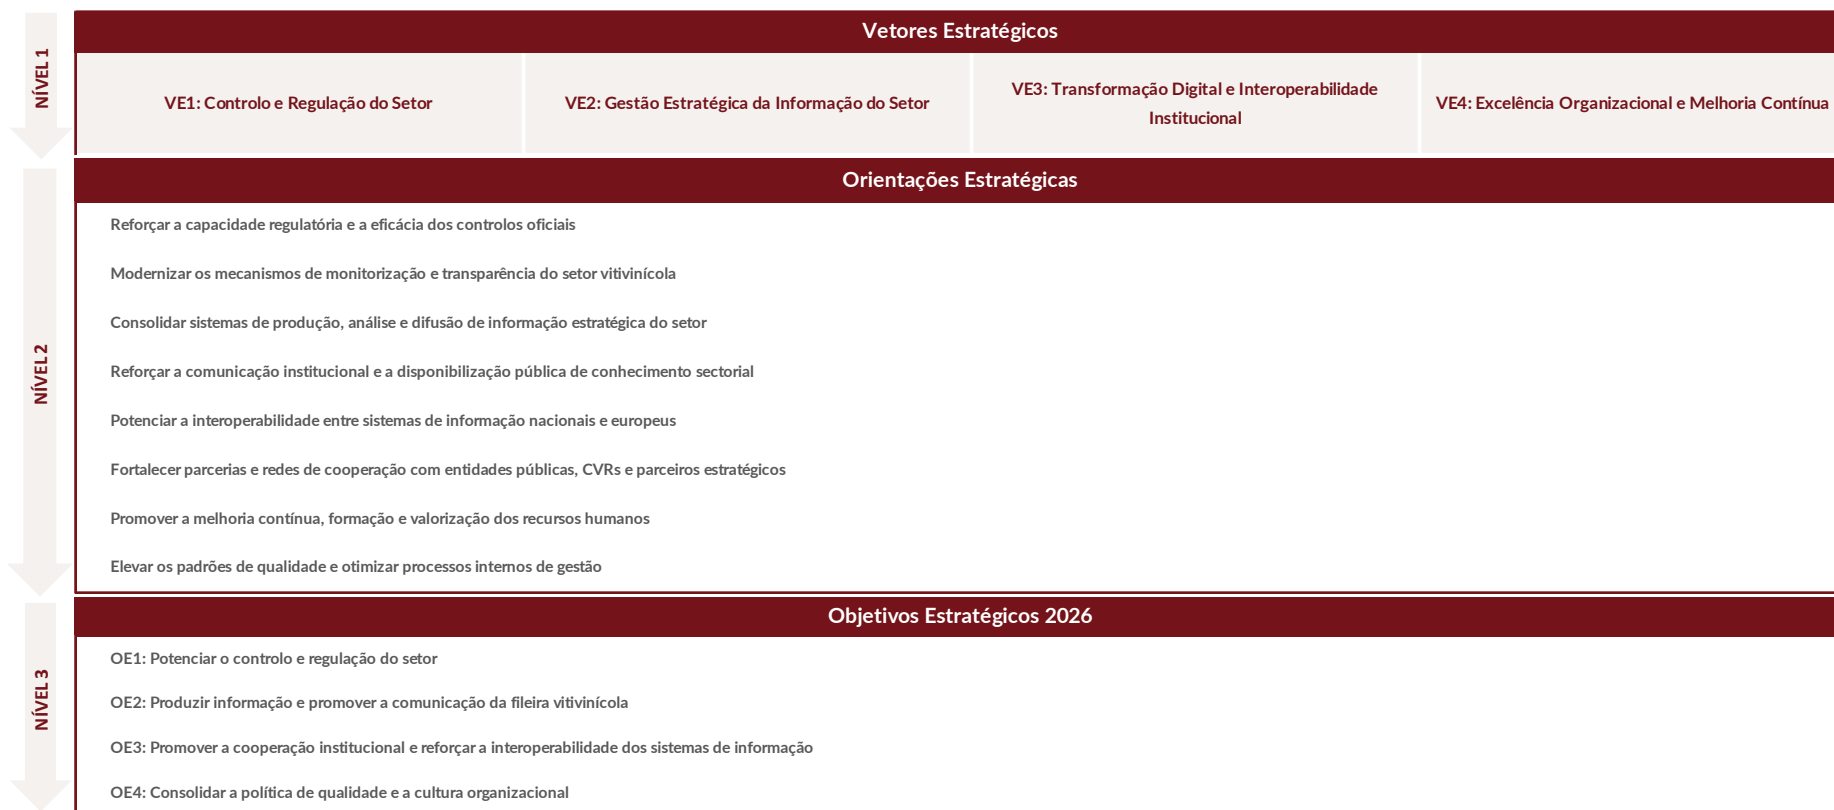 NÍVEL 1
Vetores Estratégicos
VE1: Controlo e Regulação do Setor
VE2: Gestão Estratégica da Informação do Setor
VE3: Transformação Digital e Interoperabilidade
Institucional
VE4: Excelência Organizacional e Melhoria Contínua
NÍVEL 2
Orientações Estratégicas
Reforçar a capacidade regulatória e a eficácia dos controlos oficiais
Modernizar os mecanismos de monitorização e transparência do setor vitivinícola
Consolidar sistemas de produção, análise e difusão de informação estratégica do setor
Reforçar a comunicação institucional e a disponibilização pública de conhecimento sectorial
Potenciar a interoperabilidade entre sistemas de informação nacionais e europeus
Fortalecer parcerias e redes de cooperação com entidades públicas, CVRs e parceiros estratégicos
Promover a melhoria contínua, formação e valorização dos recursos humanos
Elevar os padrões de qualidade e otimizar processos internos de gestão
NÍVEL 3
Objetivos Estratégicos 2026
OE1: Potenciar o controlo e regulação do setor
OE2: Produzir informação e promover a comunicação da fileira vitivinícola
OE3: Promover a cooperação institucional e reforçar a interoperabilidade dos sistemas de informação
OE4: Consolidar a política de qualidade e a cultura organizacional